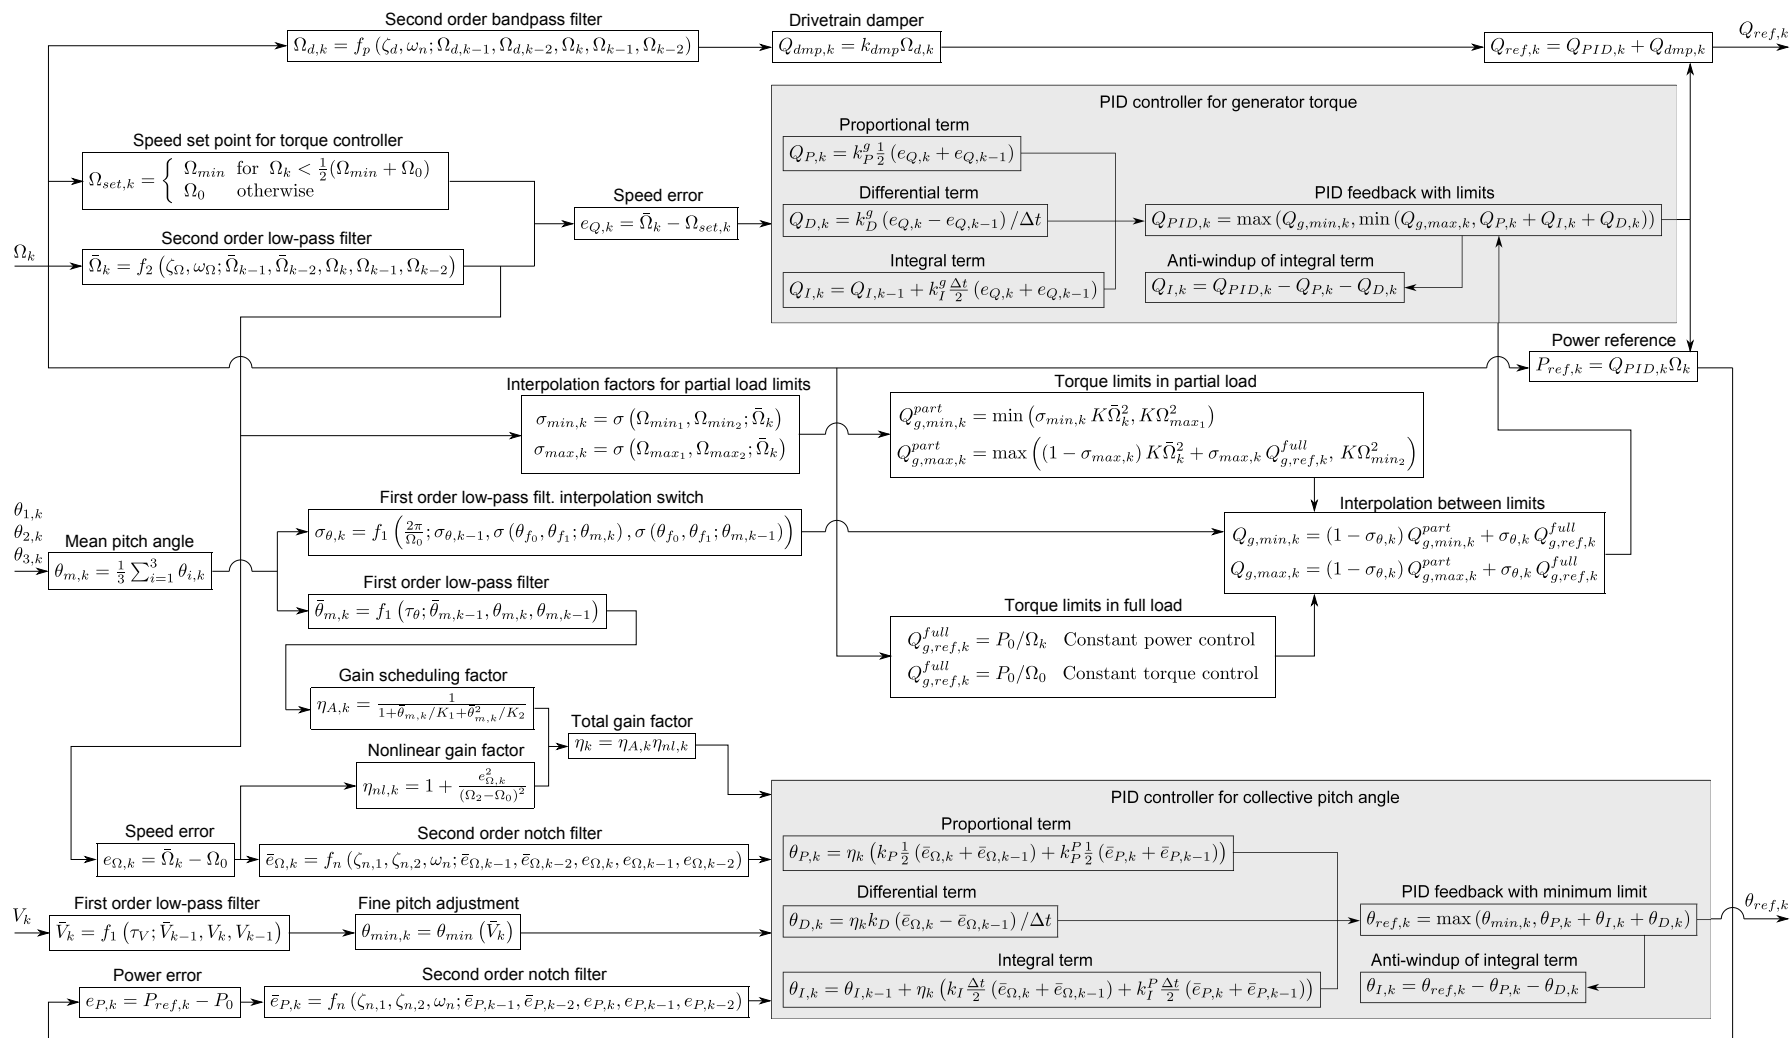 Second order bandpass filter
Ω_{d,k} = f_p (ζ_d, ω_n; Ω_{d,k−1}, Ω_{d,k−2}, Ω_k, Ω_{k−1}, Ω_{k−2})
Drivetrain damper
Q_{dmp,k} = k_{dmp}Ω_{d,k}
Q_{ref,k} = Q_{PID,k} + Q_{dmp,k}
Q_{ref,k}
PID controller for generator torque
Speed set point for torque controller
Ω_{set,k} = { Ω_{min} for Ω_k < ½(Ω_{min} + Ω_0)
Ω_0 otherwise
Ω_k
Second order low-pass filter
Ω̄_k = f_2 (ζ_Ω, ω_Ω; Ω̄_{k−1}, Ω̄_{k−2}, Ω_k, Ω_{k−1}, Ω_{k−2})
Speed error
e_{Q,k} = Ω̄_k − Ω_{set,k}
Proportional term
Q_{P,k} = k_P^g ½ (e_{Q,k} + e_{Q,k−1})
Differential term
Q_{D,k} = k_D^g (e_{Q,k} − e_{Q,k−1}) /Δt
Integral term
Q_{I,k} = Q_{I,k−1} + k_I^g Δt/2 (e_{Q,k} + e_{Q,k−1})
PID feedback with limits
Q_{PID,k} = max (Q_{g,min,k}, min (Q_{g,max,k}, Q_{P,k} + Q_{I,k} + Q_{D,k}))
Anti-windup of integral term
Q_{I,k} = Q_{PID,k} − Q_{P,k} − Q_{D,k}
Power reference
P_{ref,k} = Q_{PID,k}Ω_k
Interpolation factors for partial load limits
σ_{min,k} = σ (Ω_{min_1}, Ω_{min_2}; Ω̄_k)
σ_{max,k} = σ (Ω_{max_1}, Ω_{max_2}; Ω̄_k)
Torque limits in partial load
Q_{g,min,k}^{part} = min (σ_{min,k} KΩ̄_k^2, KΩ_{max_1}^2)
Q_{g,max,k}^{part} = max ((1 − σ_{max,k}) KΩ̄_k^2 + σ_{max,k} Q_{g,ref,k}^{full}, KΩ_{min_2}^2)
θ_{1,k}
θ_{2,k}
θ_{3,k}
Mean pitch angle
θ_{m,k} = 1/3 ∑_{i=1}^3 θ_{i,k}
First order low-pass filt. interpolation switch
σ_{θ,k} = f_1 (2π/Ω_0; σ_{θ,k−1}, σ (θ_{f_0}, θ_{f_1}; θ_{m,k}) , σ (θ_{f_0}, θ_{f_1}; θ_{m,k−1}))
Interpolation between limits
Q_{g,min,k} = (1 − σ_{θ,k}) Q_{g,min,k}^{part} + σ_{θ,k} Q_{g,ref,k}^{full}
Q_{g,max,k} = (1 − σ_{θ,k}) Q_{g,max,k}^{part} + σ_{θ,k} Q_{g,ref,k}^{full}
First order low-pass filter
θ̄_{m,k} = f_1 (τ_θ; θ̄_{m,k−1}, θ_{m,k}, θ_{m,k−1})
Torque limits in full load
Q_{g,ref,k}^{full} = P_0/Ω_k Constant power control
Q_{g,ref,k}^{full} = P_0/Ω_0 Constant torque control
Gain scheduling factor
η_{A,k} = 1/(1+θ̄_{m,k}/K_1+θ̄_{m,k}^2/K_2)
Total gain factor
η_k = η_{A,k}η_{nl,k}
Nonlinear gain factor
η_{nl,k} = 1 + e_{Ω,k}^2/(Ω_2−Ω_0)^2
PID controller for collective pitch angle
Speed error
e_{Ω,k} = Ω̄_k − Ω_0
Second order notch filter
ē_{Ω,k} = f_n (ζ_{n,1}, ζ_{n,2}, ω_n; ē_{Ω,k−1}, ē_{Ω,k−2}, e_{Ω,k}, e_{Ω,k−1}, e_{Ω,k−2})
Proportional term
θ_{P,k} = η_k (k_P ½ (ē_{Ω,k} + ē_{Ω,k−1}) + k_P^P ½ (ē_{P,k} + ē_{P,k−1}))
V_k
First order low-pass filter
V̄_k = f_1 (τ_V; V̄_{k−1}, V_k, V_{k−1})
Fine pitch adjustment
θ_{min,k} = θ_{min} (V̄_k)
Differential term
θ_{D,k} = η_k k_D (ē_{Ω,k} − ē_{Ω,k−1}) /Δt
PID feedback with minimum limit
θ_{ref,k} = max (θ_{min,k}, θ_{P,k} + θ_{I,k} + θ_{D,k})
θ_{ref,k}
Power error
e_{P,k} = P_{ref,k} − P_0
Second order notch filter
ē_{P,k} = f_n (ζ_{n,1}, ζ_{n,2}, ω_n; ē_{P,k−1}, ē_{P,k−2}, e_{P,k}, e_{P,k−1}, e_{P,k−2})
Integral term
θ_{I,k} = θ_{I,k−1} + η_k (k_I Δt/2 (ē_{Ω,k} + ē_{Ω,k−1}) + k_I^P Δt/2 (ē_{P,k} + ē_{P,k−1}))
Anti-windup of integral term
θ_{I,k} = θ_{ref,k} − θ_{P,k} − θ_{D,k}